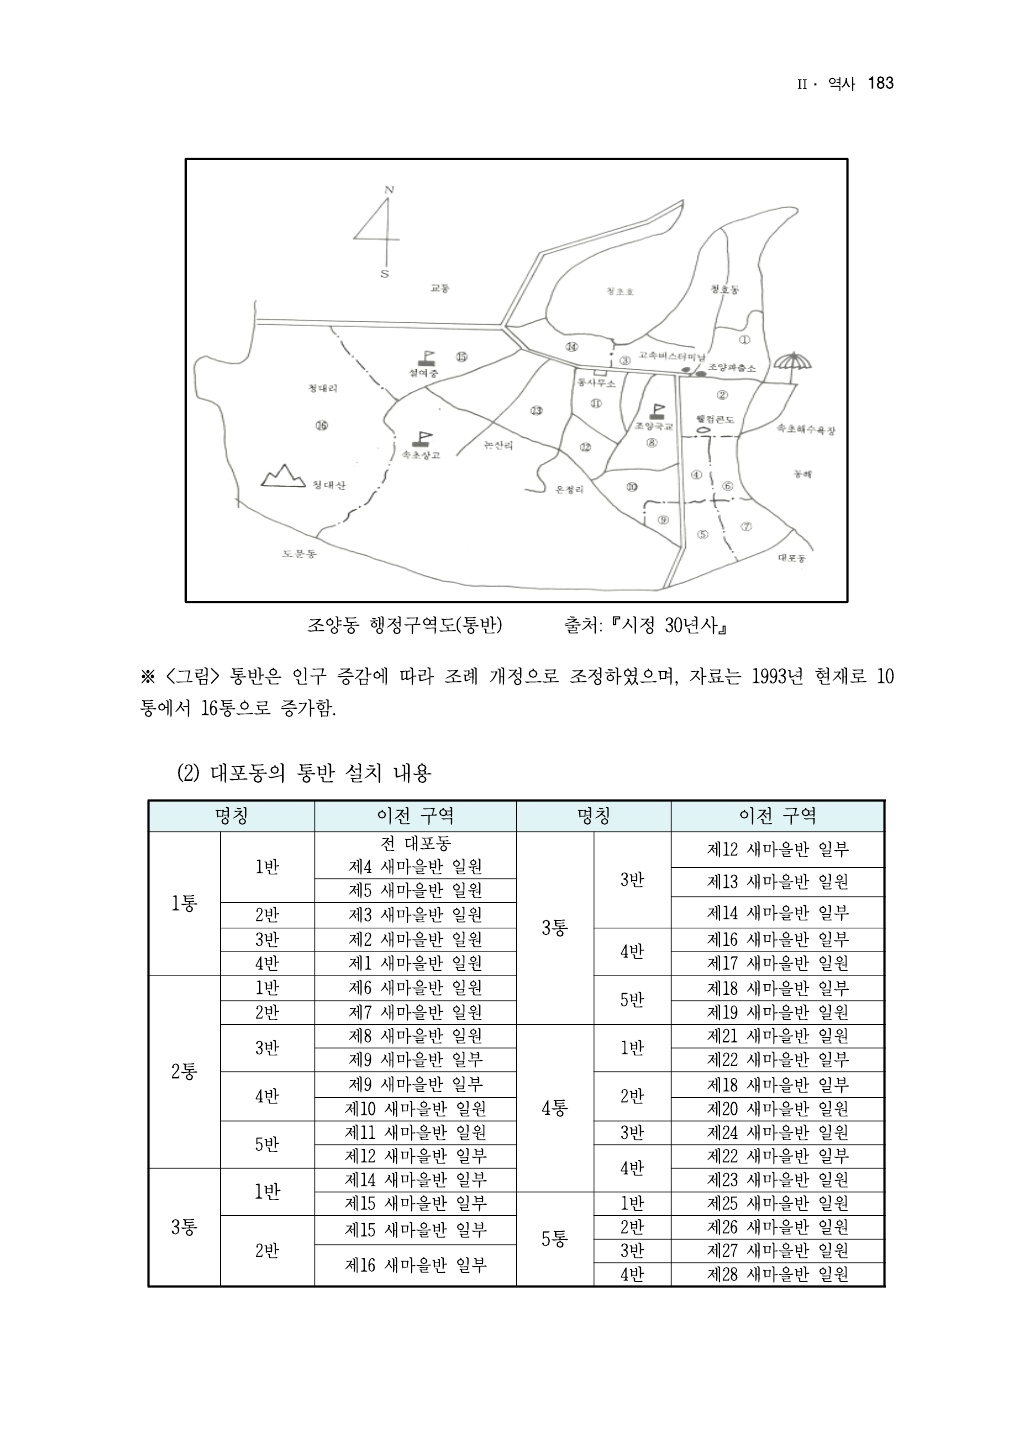 II · 역사 183
N
S
교동
청초호
청호동
①
⑭
③
고속버스터미날
조양파출소
⑮
설여중
동사무소
②
청대리
⑬
⑪
조양국교
웰컴콘도
속초해수욕장
⑯
속초상고
논산리
⑫
⑧
동해
청대산
온정리
⑩
④
⑥
⑨
⑤
⑦
도문동
대포동
조양동 행정구역도(통반) 출처: 『시정 30년사』
※ <그림> 통반은 인구 증감에 따라 조례 개정으로 조정하였으며, 자료는 1993년 현재로 10
통에서 16통으로 증가함.
(2) 대포동의 통반 설치 내용
명칭 이전 구역 명칭 이전 구역
1통
1반
전 대포동
제4 새마을반 일원
제5 새마을반 일원
2반 제3 새마을반 일원
3반 제2 새마을반 일원
4반 제1 새마을반 일원
2통
1반 제6 새마을반 일원
2반 제7 새마을반 일원
3반
제8 새마을반 일원
제9 새마을반 일부
4반
제9 새마을반 일부
제10 새마을반 일원
5반
제11 새마을반 일원
제12 새마을반 일부
3통
1반
제14 새마을반 일부
제15 새마을반 일부
2반
제15 새마을반 일부
제16 새마을반 일부
3통
3반
제12 새마을반 일부
제13 새마을반 일원
제14 새마을반 일부
4반
제16 새마을반 일부
제17 새마을반 일원
5반
제18 새마을반 일부
제19 새마을반 일원
4통
1반
제21 새마을반 일원
제22 새마을반 일부
2반
제18 새마을반 일부
제20 새마을반 일원
3반 제24 새마을반 일원
4반
제22 새마을반 일부
제23 새마을반 일원
5통
1반 제25 새마을반 일원
2반 제26 새마을반 일원
3반 제27 새마을반 일원
4반 제28 새마을반 일원